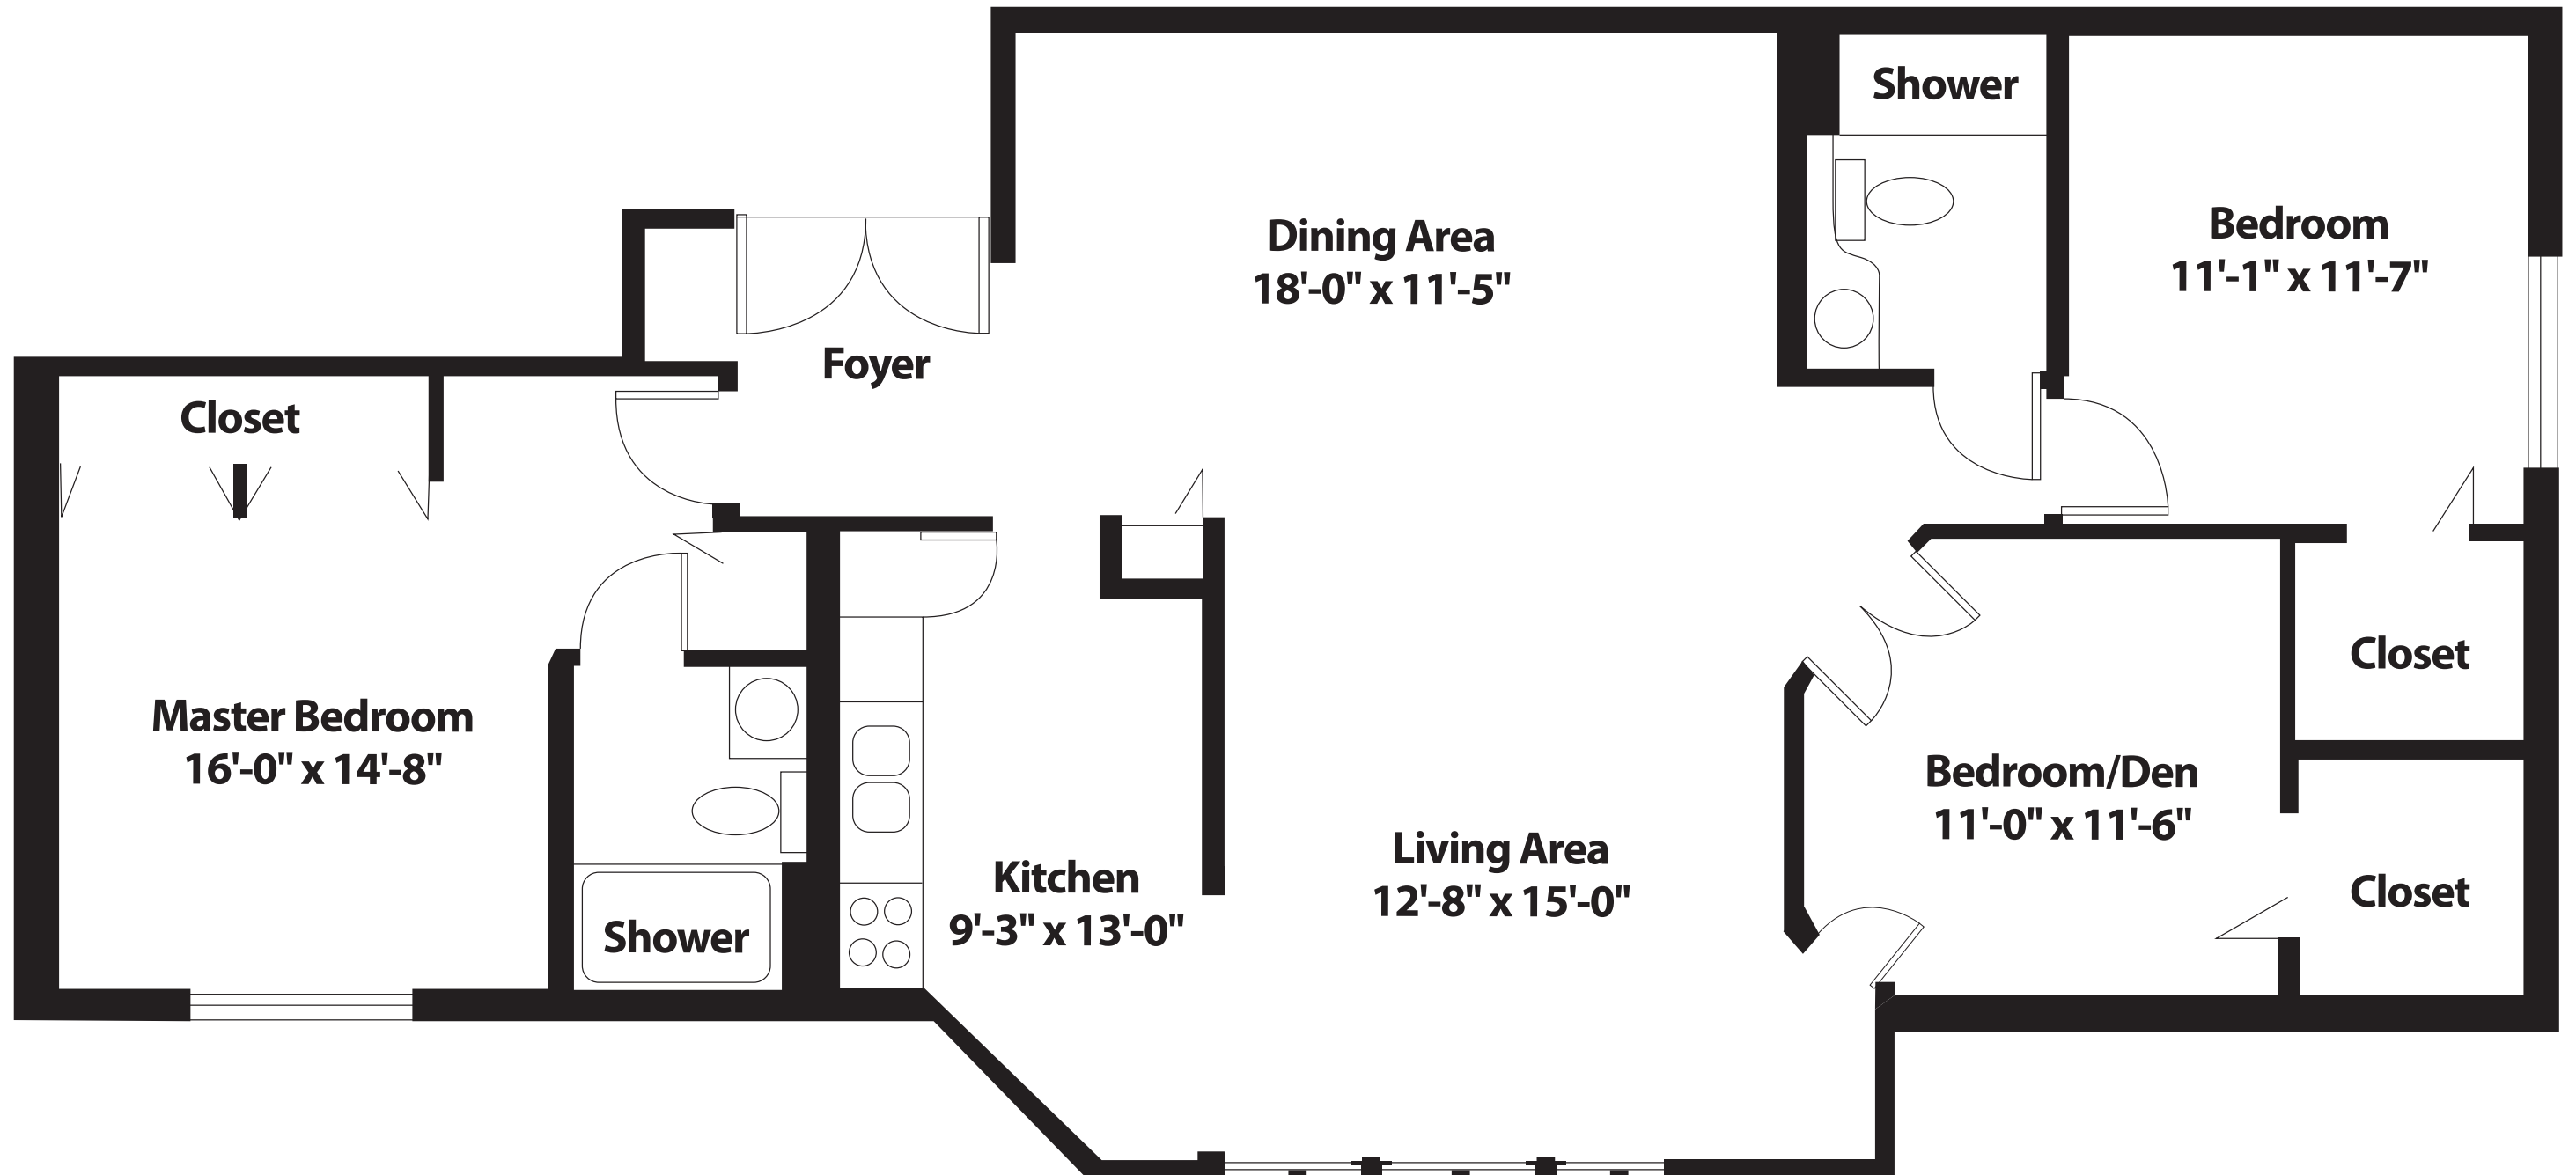 Shower
Dining Area
18'-0" x 11'-5"
Bedroom
11'-1" x 11'-7"
Foyer
Closet
Master Bedroom
16'-0" x 14'-8"
Closet
Bedroom/Den
11'-0" x 11'-6"
Living Area
12'-8" x 15'-0"
Kitchen
9'-3" x 13'-0"
Closet
Shower